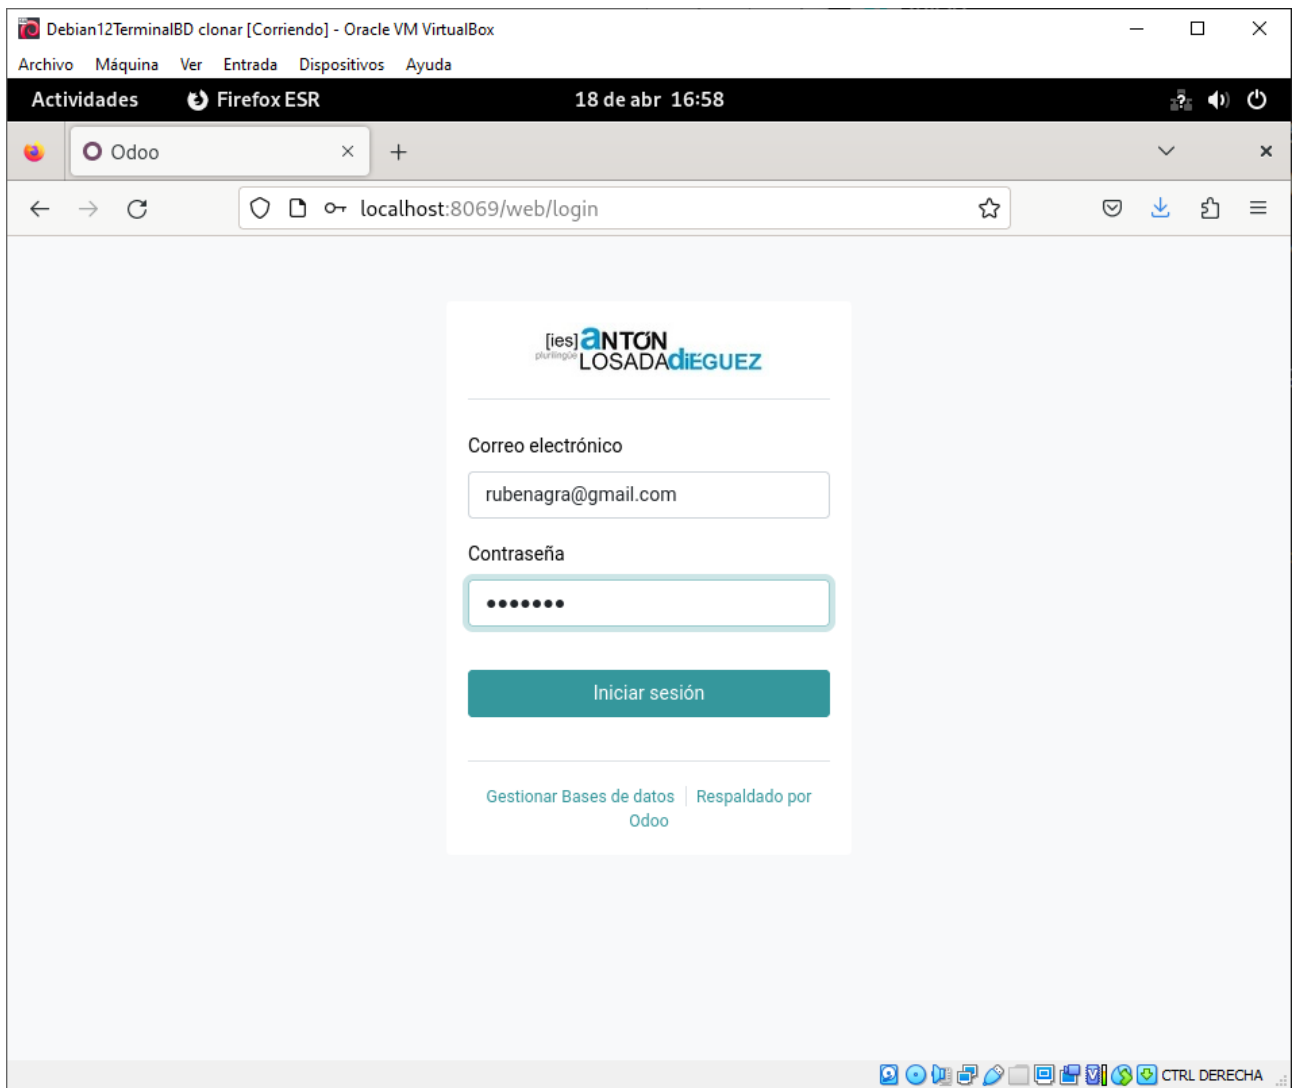 Debian12TerminalBD clonar [Corriendo] - Oracle VM VirtualBox
Archivo Máquina Ver Entrada Dispositivos Ayuda
Actividades Firefox ESR 18 de abr 16:58
Odoo
localhost:8069/web/login
[ies] aNTÓN
plurilingüe LOSADAdiÉGUEZ
Correo electrónico
rubenagra@gmail.com
Contraseña
•••••••
Iniciar sesión
Gestionar Bases de datos Respaldado por
Odoo
CTRL DERECHA